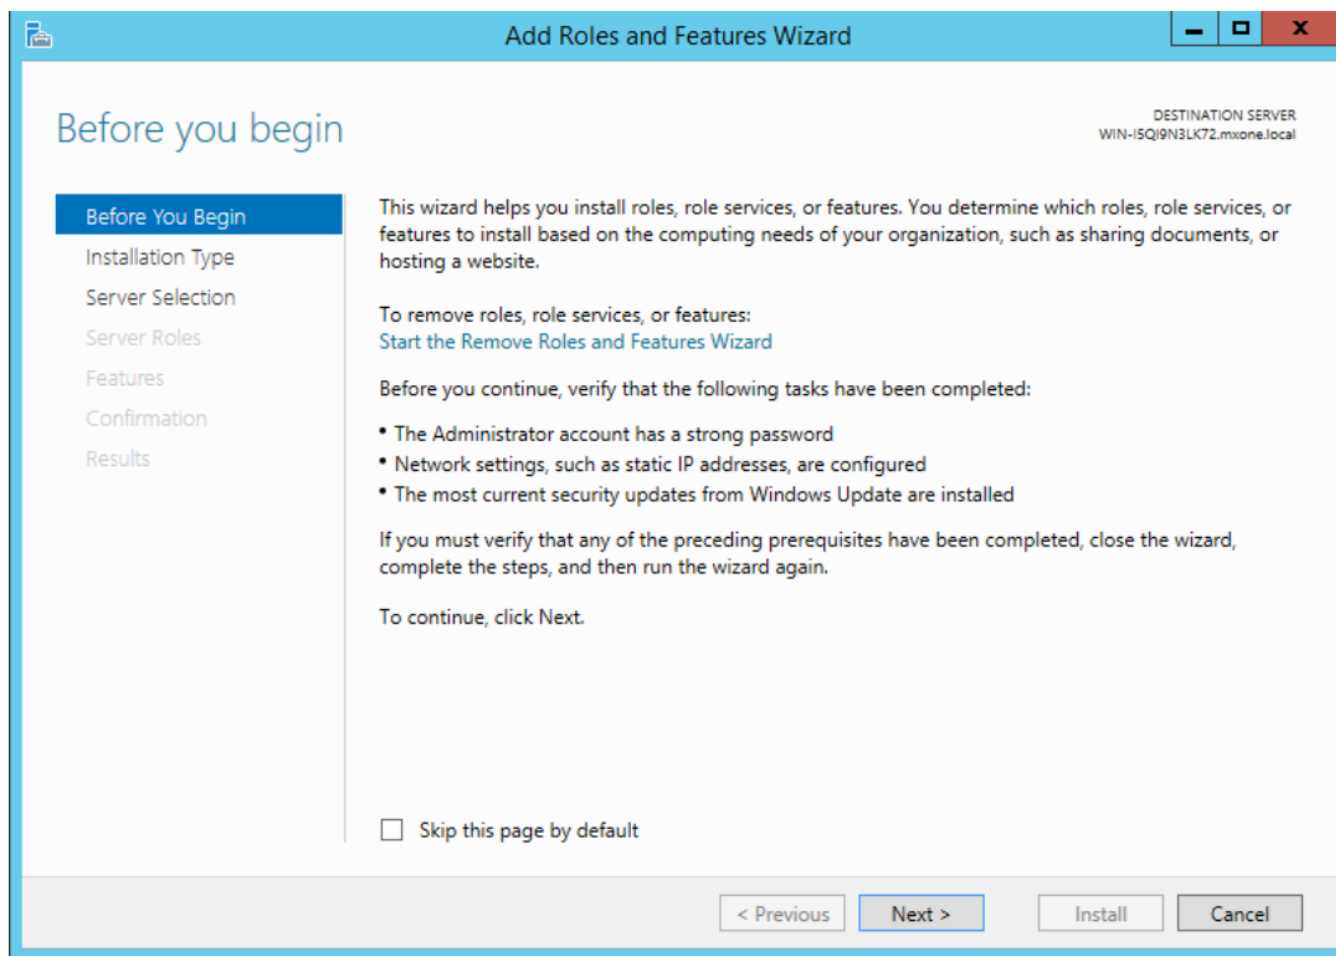 Add Roles and Features Wizard
Before you begin
DESTINATION SERVER
WIN-I5QI9N3LK72.mxone.local
Before You Begin
Installation Type
Server Selection
Server Roles
Features
Confirmation
Results
This wizard helps you install roles, role services, or features. You determine which roles, role services, or
features to install based on the computing needs of your organization, such as sharing documents, or
hosting a website.
To remove roles, role services, or features:
Start the Remove Roles and Features Wizard
Before you continue, verify that the following tasks have been completed:
• The Administrator account has a strong password
• Network settings, such as static IP addresses, are configured
• The most current security updates from Windows Update are installed
If you must verify that any of the preceding prerequisites have been completed, close the wizard,
complete the steps, and then run the wizard again.
To continue, click Next.
Skip this page by default
< Previous
Next >
Install
Cancel